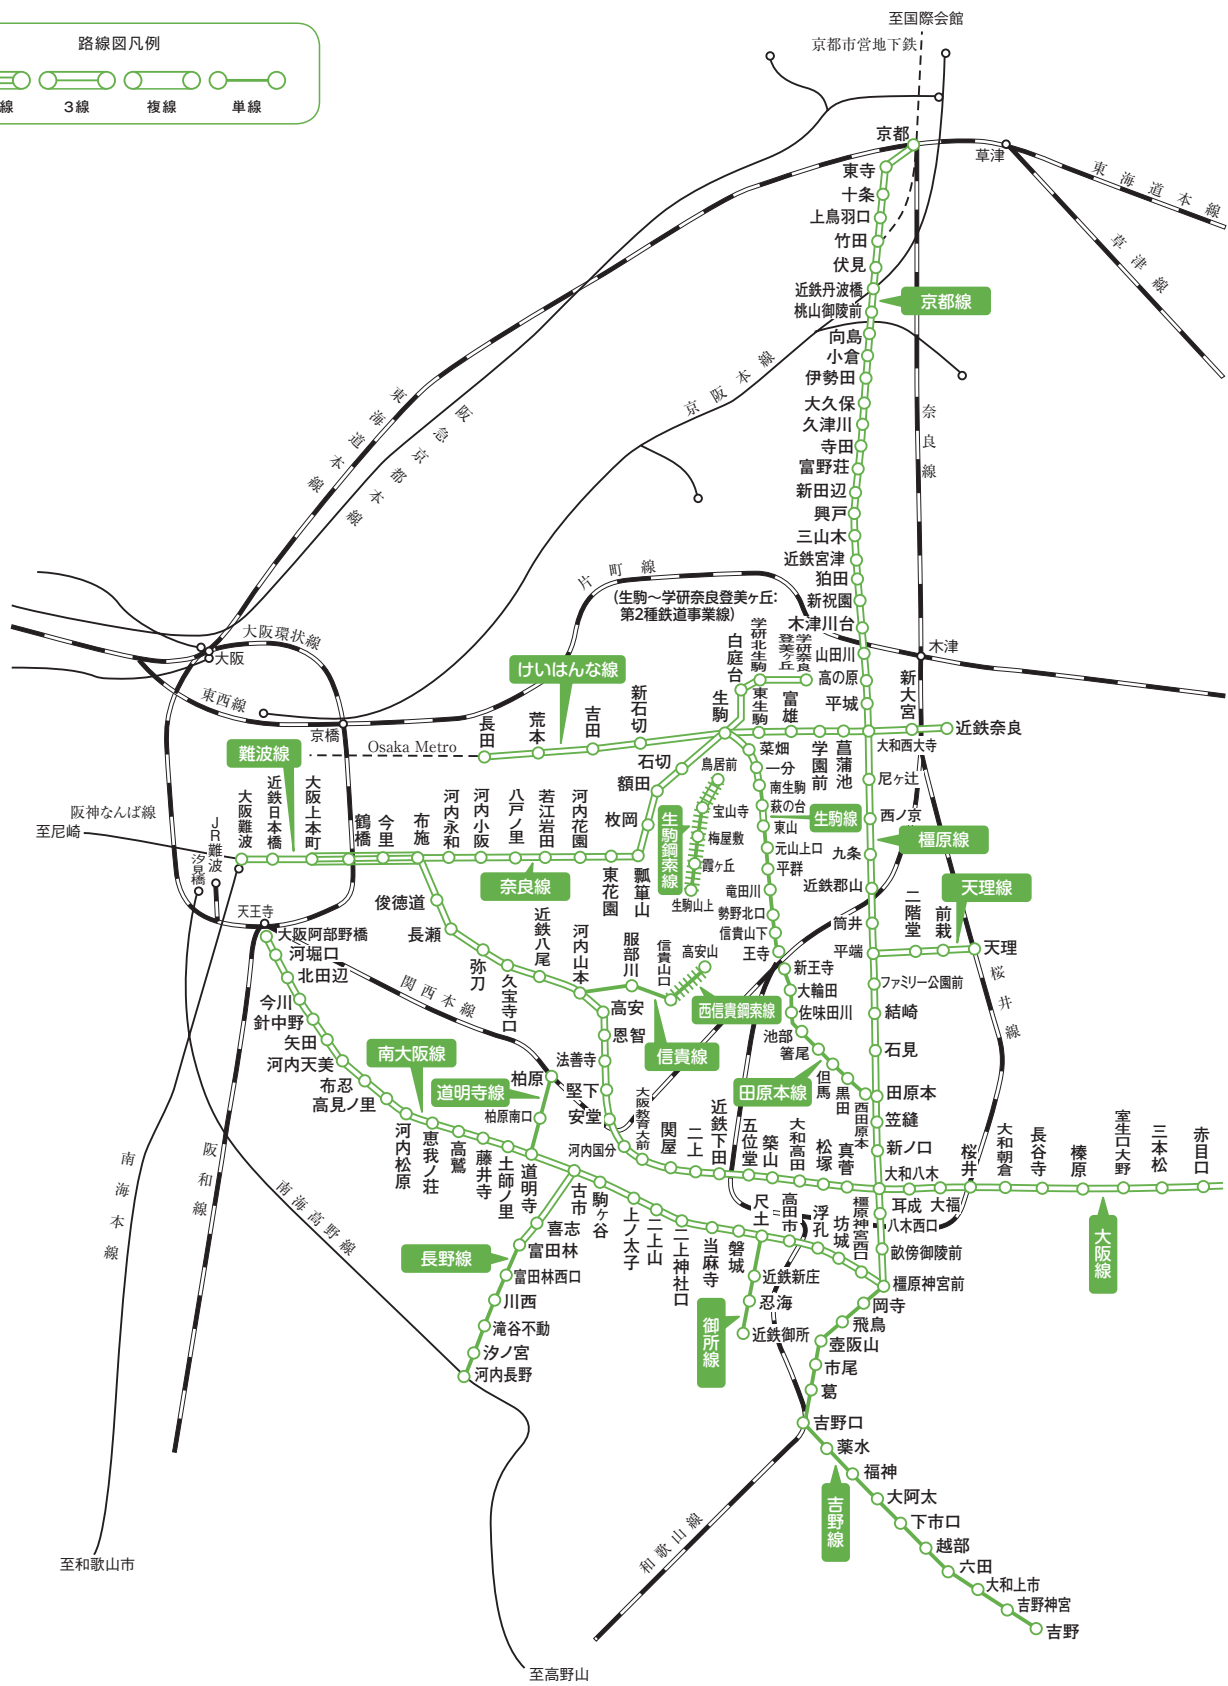 至国際会館
京都市営地下鉄
路線図凡例
線
3線
複線
単線
京都
草津
東海道本線
草津線
東寺
十条
上鳥羽口
竹田
伏見
近鉄丹波橋
京都線
桃山御陵前
向島
小倉
伊勢田
大久保
久津川
寺田
富野荘
新田辺
興戸
三山木
近鉄宮津
狛田
新祝園
木津川台
山田川
高の原
平城
京阪本線
奈良線
東海道本線
阪急京都本線
片町線
(生駒～学研奈良登美ヶ丘:
第2種鉄道事業線)
学研奈良登美ヶ丘
学研北生駒
白庭台
木津
大阪環状線
大阪
東西線
京橋
けいはんな線
Osaka Metro
長田
荒本
吉田
新石切
生駒
東生駒
富雄
学園前
菖蒲池
大和西大寺
新大宮
近鉄奈良
難波線
阪神なんば線
至尼崎
JR難波
汐見橋
大阪難波
近鉄日本橋
大阪上本町
鶴橋
今里
布施
河内永和
河内小阪
八戸ノ里
若江岩田
河内花園
東花園
瓢箪山
枚岡
額田
石切
奈良線
鳥居前
生駒鋼索線
宝山寺
梅屋敷
霞ヶ丘
生駒山上
菜畑
一分
南生駒
萩の台
生駒線
東山
元山上口
平群
竜田川
勢野北口
信貴山下
王寺
尼ヶ辻
西ノ京
橿原線
九条
近鉄郡山
筒井
平端
二階堂
前栽
天理線
天理
桜井線
ファミリー公園前
結崎
石見
田原本
笠縫
新ノ口
大和八木
八木西口
畝傍御陵前
橿原神宮前
天王寺
大阪阿部野橋
河堀口
北田辺
今川
針中野
矢田
河内天美
布忍
高見ノ里
河内松原
恵我ノ荘
高鷲
藤井寺
土師ノ里
道明寺
古市
駒ヶ谷
上ノ太子
二上山
二上神社口
当麻寺
磐城
尺土
高田市
浮孔
坊城
橿原神宮西口
南大阪線
道明寺線
柏原
柏原南口
関西本線
俊徳道
長瀬
弥刀
久宝寺口
近鉄八尾
河内山本
服部川
信貴山口
高安山
西信貴鋼索線
信貴線
高安
恩智
法善寺
堅下
安堂
河内国分
大阪教育大前
関屋
二上
近鉄下田
五位堂
築山
大和高田
松塚
真菅
耳成
大福
桜井
大和朝倉
長谷寺
榛原
室生口大野
三本松
赤目口
大阪線
新王寺
大輪田
佐味田川
池部
箸尾
但馬
黒田
西田原本
田原本線
喜志
富田林
富田林西口
川西
滝谷不動
汐ノ宮
河内長野
長野線
近鉄新庄
忍海
近鉄御所
御所線
岡寺
飛鳥
壺阪山
市尾
葛
吉野口
薬水
福神
大阿太
下市口
越部
六田
大和上市
吉野神宮
吉野
吉野線
和歌山線
南海本線
阪和線
南海高野線
至和歌山市
至高野山